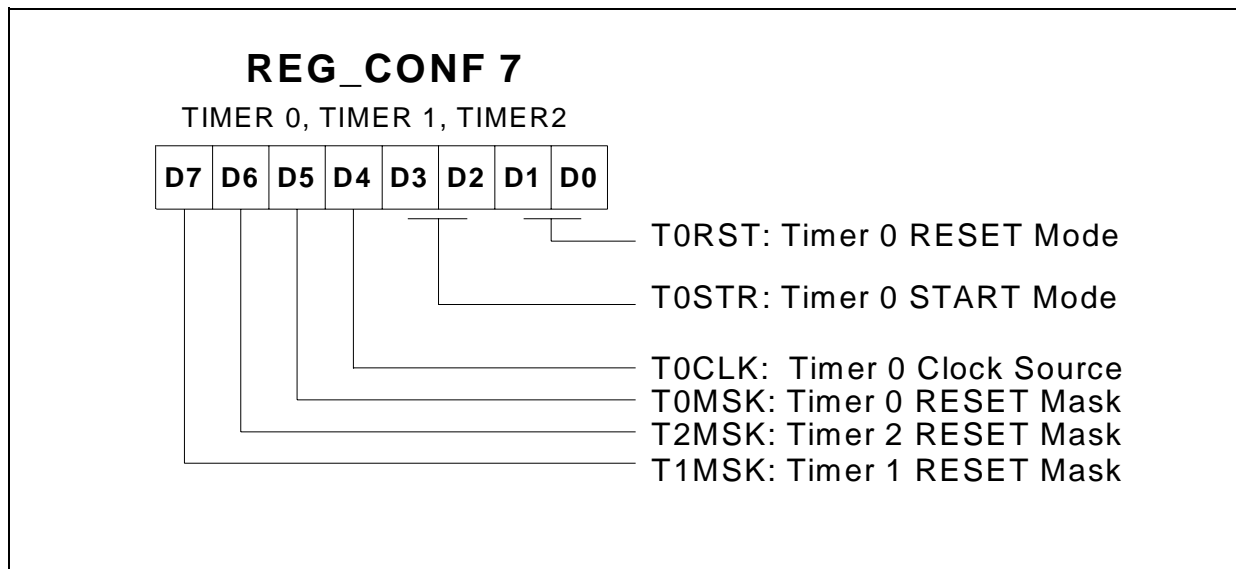 REG_CONF 7
TIMER 0, TIMER 1, TIMER2
D7 D6 D5 D4 D3 D2 D1 D0
T0RST: Timer 0 RESET Mode
T0STR: Timer 0 START Mode
T0CLK: Timer 0 Clock Source
T0MSK: Timer 0 RESET Mask
T2MSK: Timer 2 RESET Mask
T1MSK: Timer 1 RESET Mask